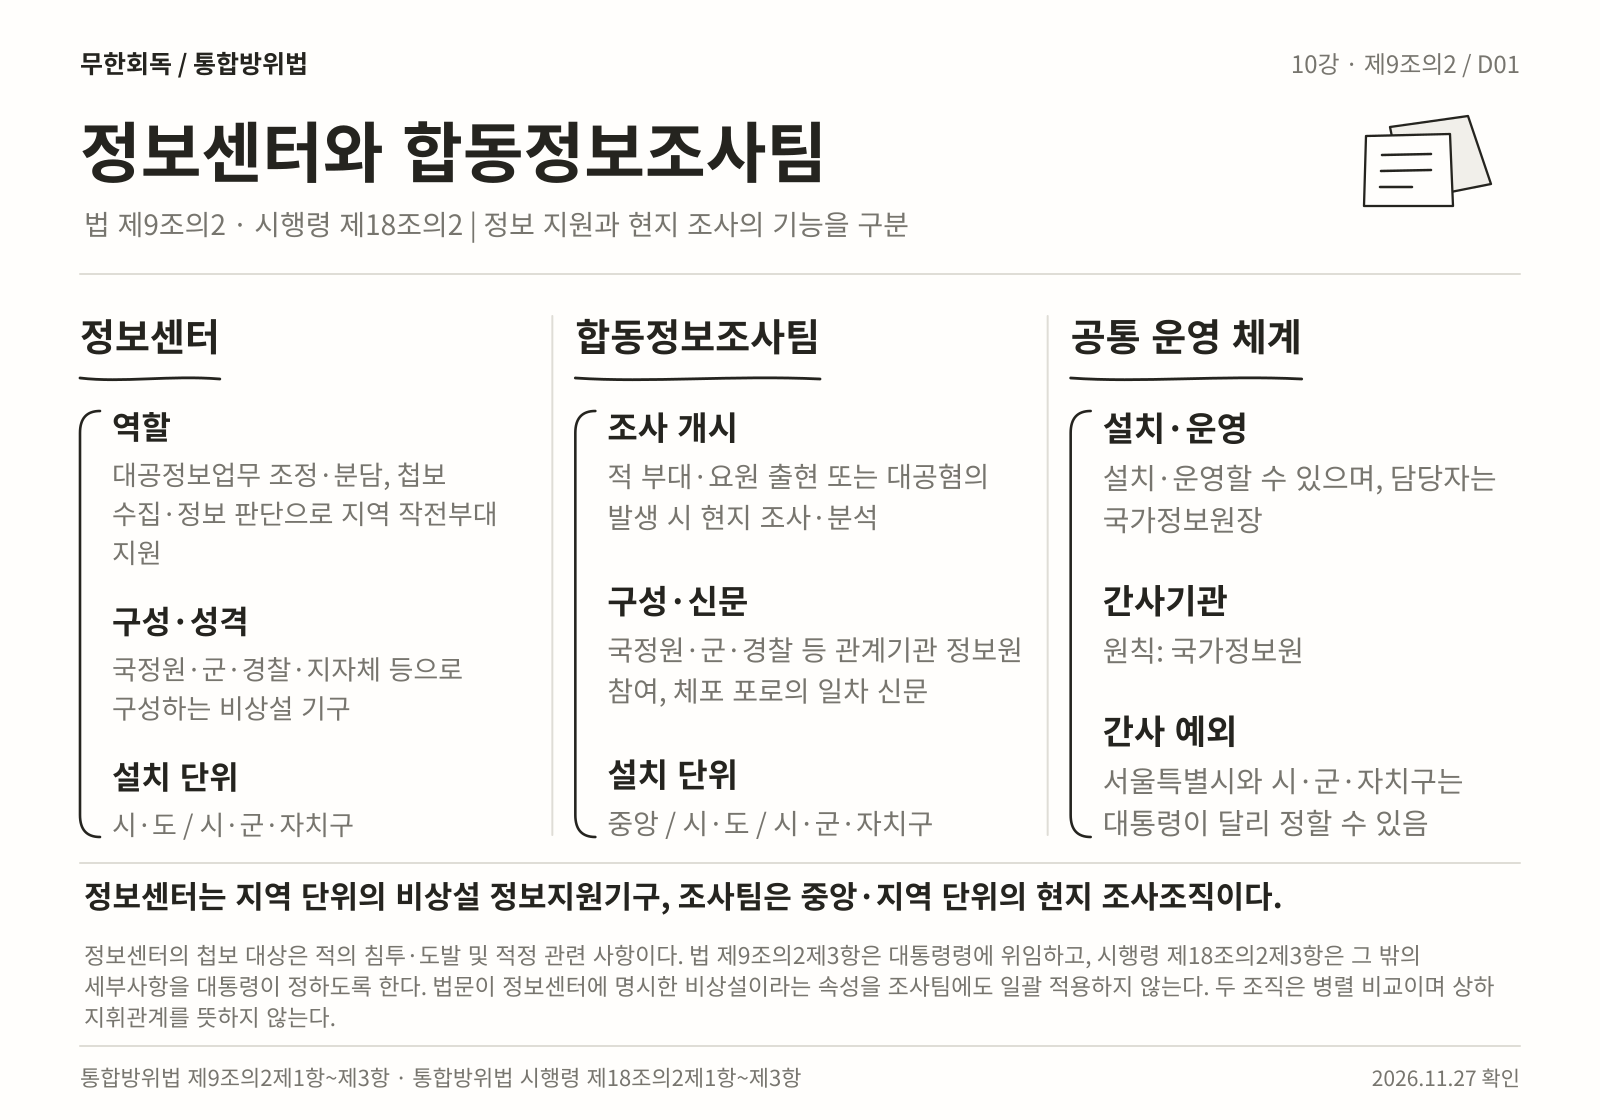 무한회독 / 통합방위법
10강 · 제9조의2 / D01
정보센터와 합동정보조사팀
법 제9조의2 · 시행령 제18조의2 | 정보 지원과 현지 조사의 기능을 구분
정보센터
역할
대공정보업무 조정·분담, 첩보
수집·정보 판단으로 지역 작전부대
지원
구성·성격
국정원·군·경찰·지자체 등으로
구성하는 비상설 기구
설치 단위
시·도 / 시·군·자치구
합동정보조사팀
조사 개시
적 부대·요원 출현 또는 대공혐의
발생 시 현지 조사·분석
구성·신문
국정원·군·경찰 등 관계기관 정보원
참여, 체포 포로의 일차 신문
설치 단위
중앙 / 시·도 / 시·군·자치구
공통 운영 체계
설치·운영
설치·운영할 수 있으며, 담당자는
국가정보원장
간사기관
원칙: 국가정보원
간사 예외
서울특별시와 시·군·자치구는
대통령이 달리 정할 수 있음
정보센터는 지역 단위의 비상설 정보지원기구, 조사팀은 중앙·지역 단위의 현지 조사조직이다.
정보센터의 첩보 대상은 적의 침투·도발 및 적정 관련 사항이다. 법 제9조의2제3항은 대통령령에 위임하고, 시행령 제18조의2제3항은 그 밖의
세부사항을 대통령이 정하도록 한다. 법문이 정보센터에 명시한 비상설이라는 속성을 조사팀에도 일괄 적용하지 않는다. 두 조직은 병렬 비교이며 상하
지휘관계를 뜻하지 않는다.
통합방위법 제9조의2제1항~제3항 · 통합방위법 시행령 제18조의2제1항~제3항
2026.11.27 확인